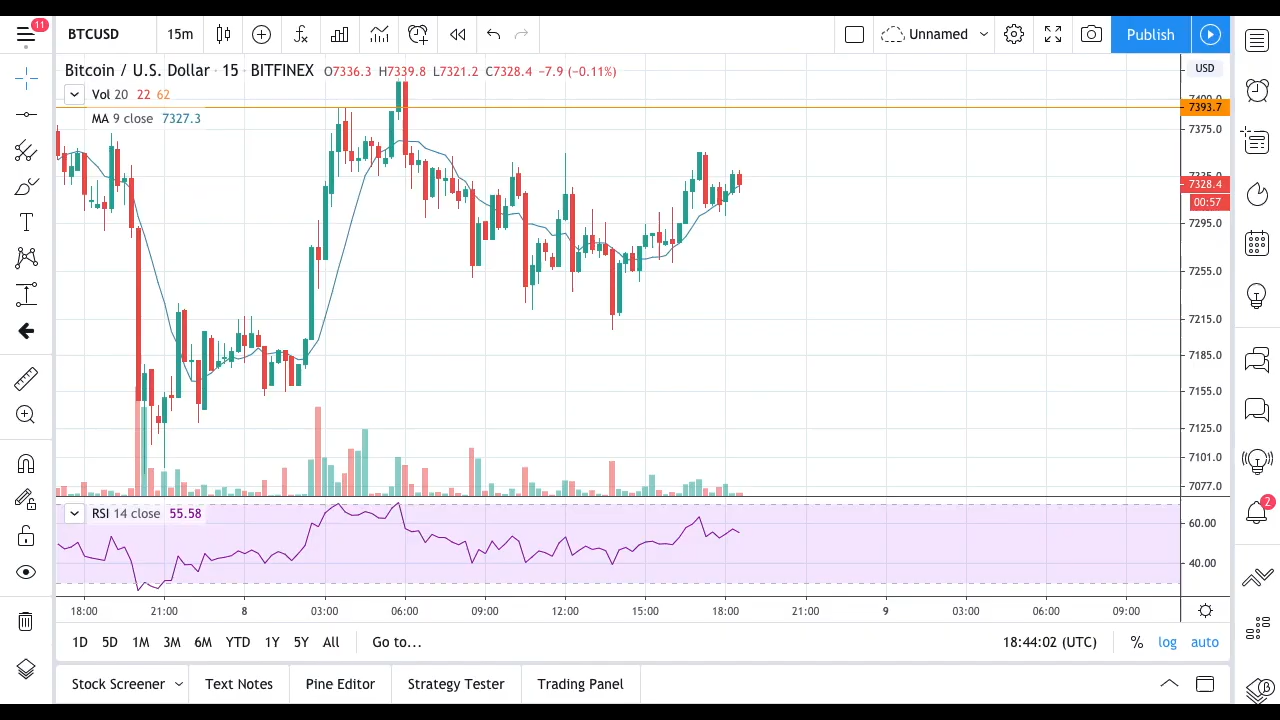 11
BTCUSD 15m Unnamed Publish
Bitcoin / U.S. Dollar · 15 · BITFINEX O7336.3 H7339.8 L7321.2 C7328.4 −7.9 (−0.11%) USD
Vol 20 22 62
MA 9 close 7327.3
7400.0
7393.7
7375.0
7325.0
7328.4
00:57
7295.0
7255.0
7215.0
7185.0
7155.0
7125.0
7101.0
7077.0
RSI 14 close 55.58
60.00
40.00
2
18:00 21:00 8 03:00 06:00 09:00 12:00 15:00 18:00 21:00 9 03:00 06:00 09:00
1D 5D 1M 3M 6M YTD 1Y 5Y All Go to... 18:44:02 (UTC) % log auto
Stock Screener Text Notes Pine Editor Strategy Tester Trading Panel